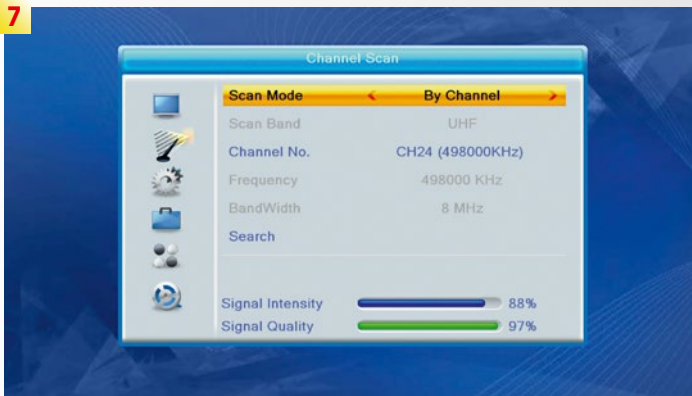 7
Channel Scan
Scan Mode < By Channel >
Scan Band UHF
Channel No. CH24 (498000KHz)
Frequency 498000 KHz
BandWidth 8 MHz
Search
Signal Intensity 88%
Signal Quality 97%